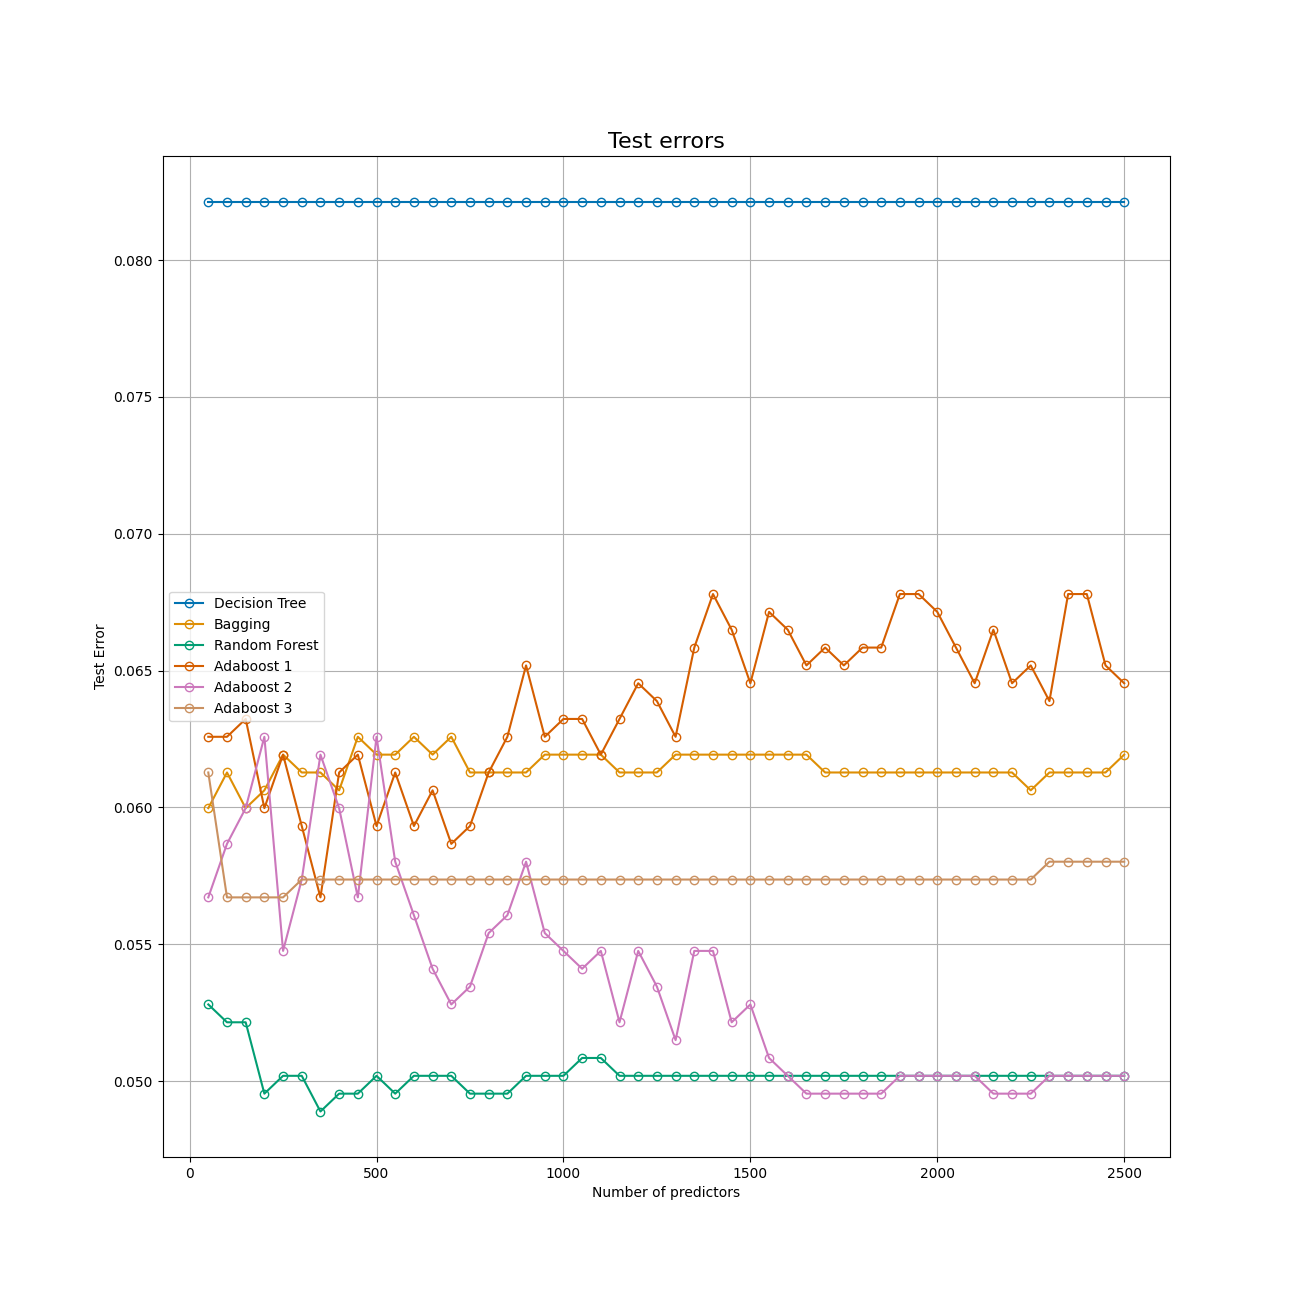 Test errors
0.080
0.075
0.070
0.065
0.060
0.055
0.050
Test Error
Decision Tree
Bagging
Random Forest
Adaboost 1
Adaboost 2
Adaboost 3
0 500 1000 1500 2000 2500
Number of predictors